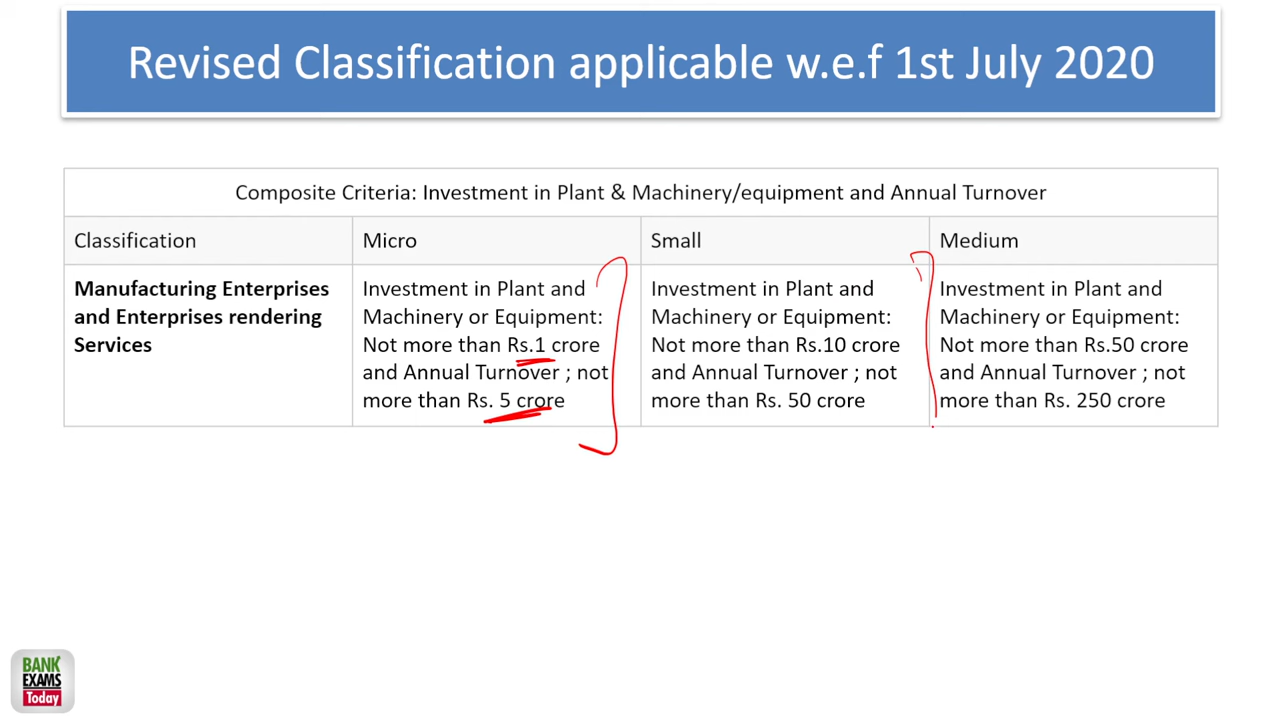 Revised Classification applicable w.e.f 1st July 2020
Composite Criteria: Investment in Plant & Machinery/equipment and Annual Turnover
Classification
Micro
Small
Medium
Manufacturing Enterprises
and Enterprises rendering
Services
Investment in Plant and
Machinery or Equipment:
Not more than Rs.1 crore
and Annual Turnover ; not
more than Rs. 5 crore
Investment in Plant and
Machinery or Equipment:
Not more than Rs.10 crore
and Annual Turnover ; not
more than Rs. 50 crore
Investment in Plant and
Machinery or Equipment:
Not more than Rs.50 crore
and Annual Turnover ; not
more than Rs. 250 crore
BANK
EXAMS
Today